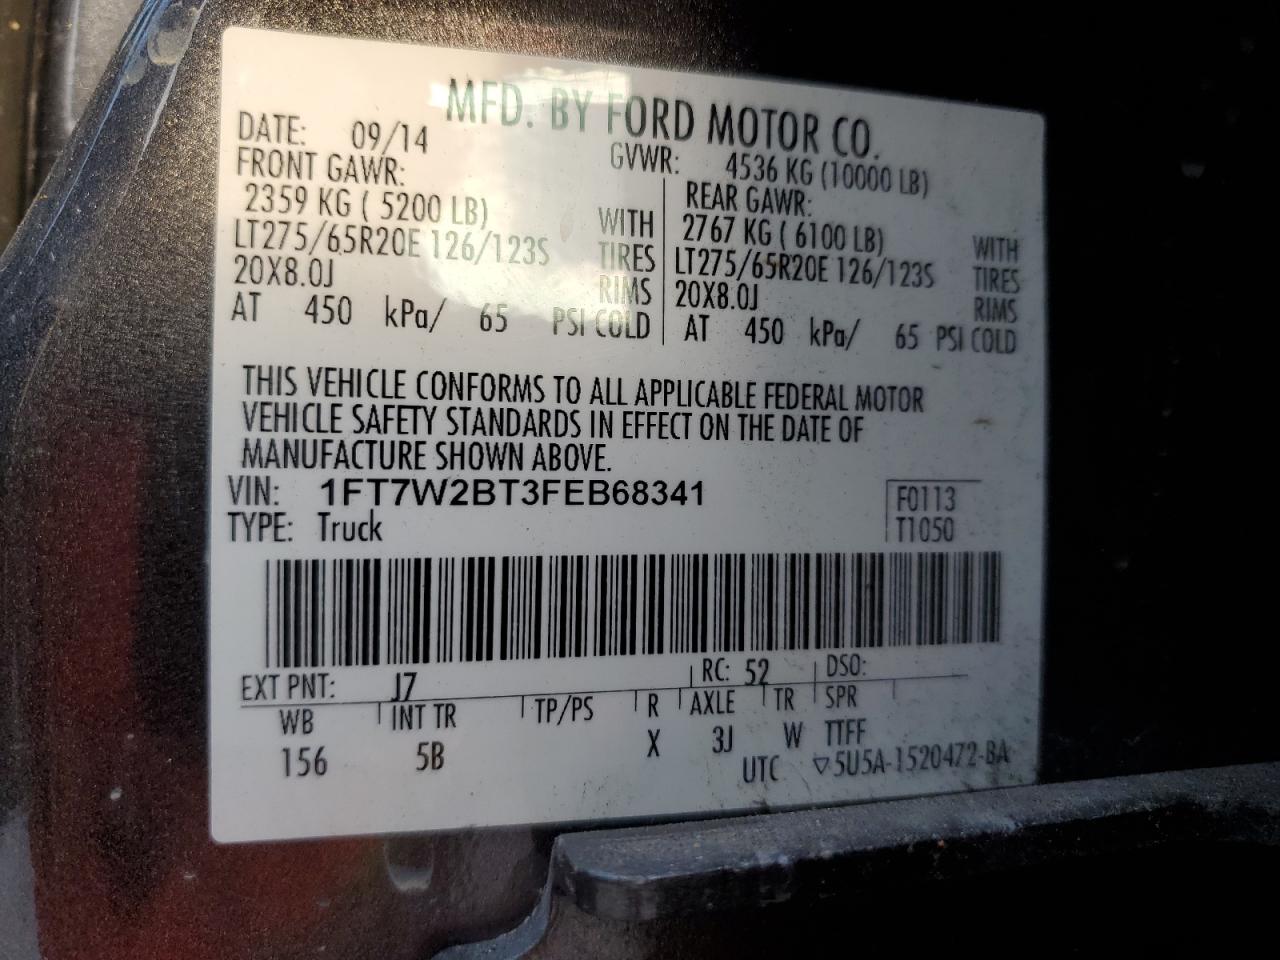 MFD. BY FORD MOTOR CO.
DATE: 09/14 GVWR: 4536 KG (10000 LB)
FRONT GAWR:
2359 KG ( 5200 LB) WITH
LT275/65R20E 126/123S TIRES
20X8.0J RIMS
AT 450 kPa/ 65 PSI COLD
REAR GAWR:
2767 KG ( 6100 LB) WITH
LT275/65R20E 126/123S TIRES
20X8.0J RIMS
AT 450 kPa/ 65 PSI COLD
THIS VEHICLE CONFORMS TO ALL APPLICABLE FEDERAL MOTOR
VEHICLE SAFETY STANDARDS IN EFFECT ON THE DATE OF
MANUFACTURE SHOWN ABOVE.
VIN: 1FT7W2BT3FEB68341 F0113
TYPE: Truck T1050
EXT PNT: J7 RC: 52 DSO:
WB INT TR TP/PS R AXLE TR SPR
156 5B X 3J W TTFF
UTC ▽5U5A-1520472-BA